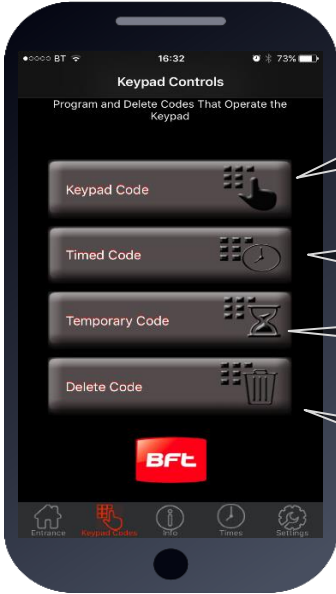 ●○○○○ BT 16:32 73%
Keypad Controls
Program and Delete Codes That Operate the
Keypad
Keypad Code
Timed Code
Temporary Code
Delete Code
BFt
Entrance Keypad Codes Info Times Settings